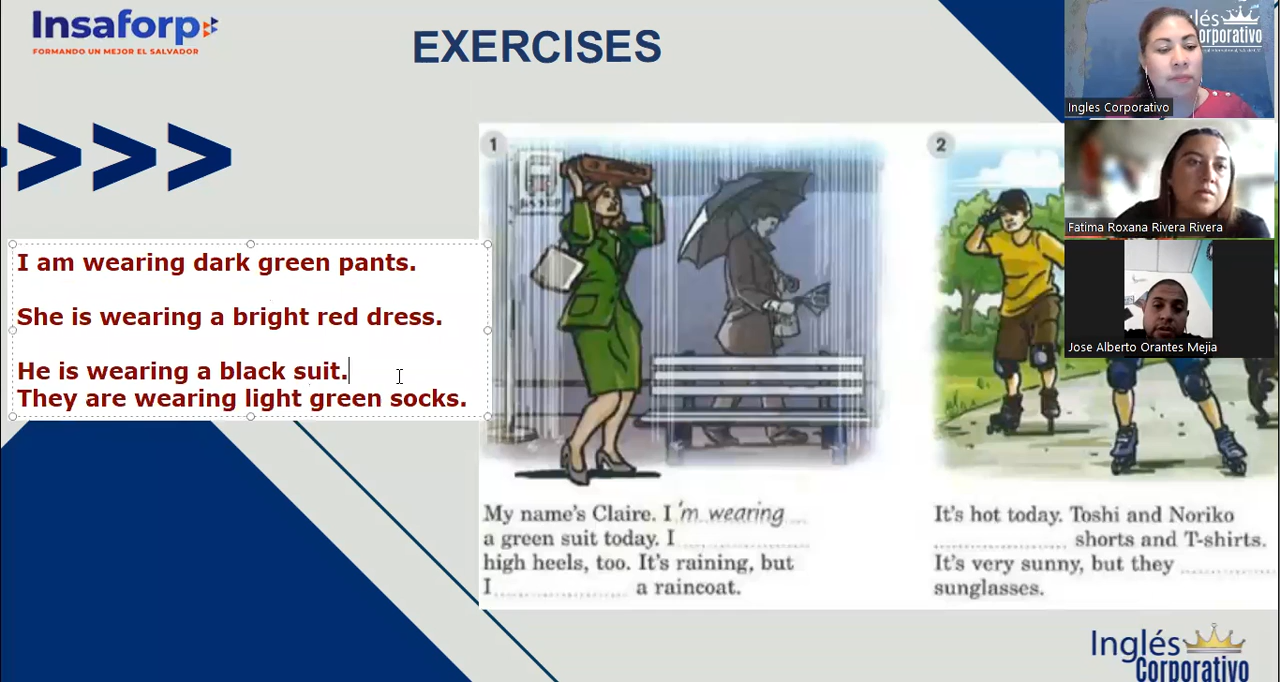 Insaforp
FORMANDO UN MEJOR EL SALVADOR
EXERCISES
I am wearing dark green pants.
She is wearing a bright red dress.
He is wearing a black suit.
They are wearing light green socks.
1
My name's Claire. I 'm wearing
a green suit today. I
high heels, too. It's raining, but
I a raincoat.
2
It's hot today. Toshi and Noriko
shorts and T-shirts.
It's very sunny, but they
sunglasses.
Ingles Corporativo
Fatima Roxana Rivera Rivera
Jose Alberto Orantes Mejia
Inglés
Corporativo